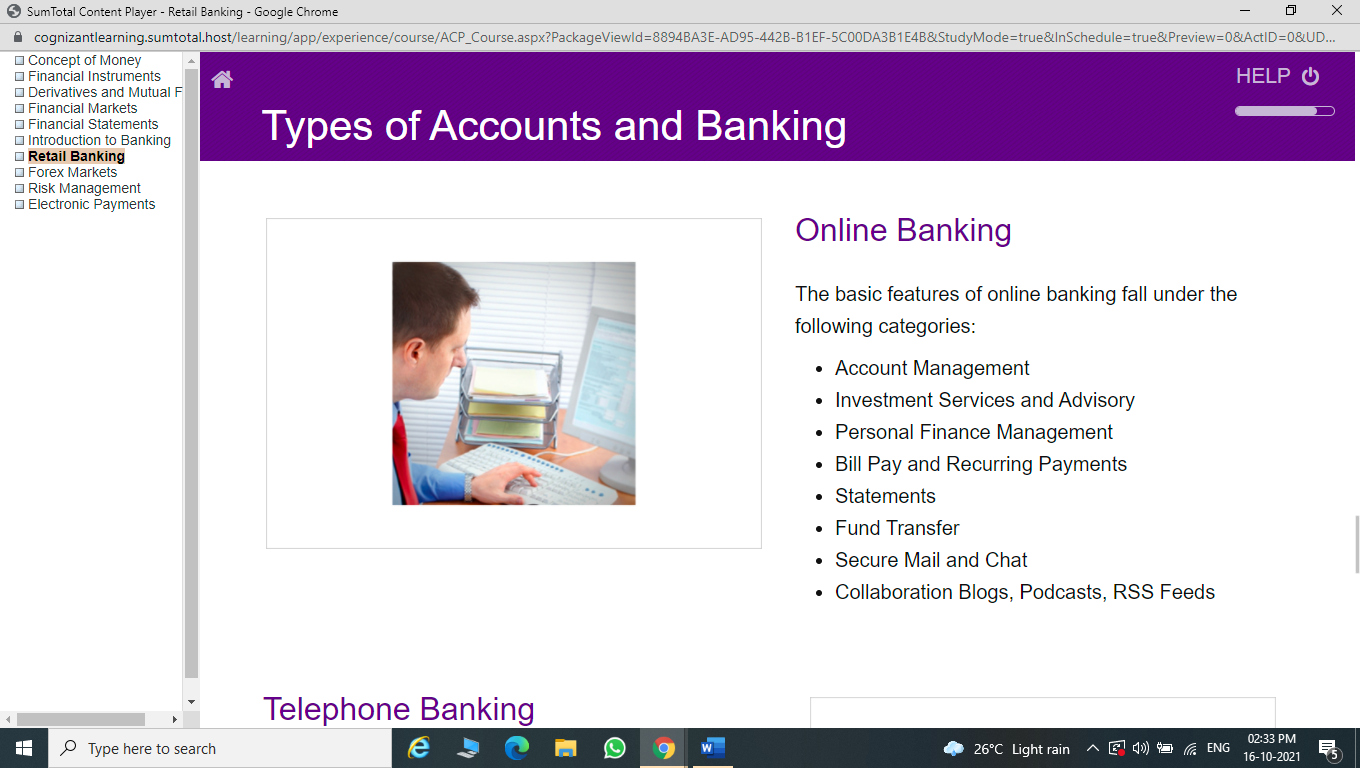 SumTotal Content Player - Retail Banking - Google Chrome
cognizantlearning.sumtotal.host/learning/app/experience/course/ACP_Course.aspx?PackageViewId=8894BA3E-AD95-442B-B1EF-5C00DA3B1E4B&StudyMode=true&InSchedule=true&Preview=0&ActID=0&UD...
Concept of Money
Financial Instruments
Derivatives and Mutual F
Financial Markets
Financial Statements
Introduction to Banking
Retail Banking
Forex Markets
Risk Management
Electronic Payments
HELP
Types of Accounts and Banking
Online Banking
The basic features of online banking fall under the
following categories:
• Account Management
• Investment Services and Advisory
• Personal Finance Management
• Bill Pay and Recurring Payments
• Statements
• Fund Transfer
• Secure Mail and Chat
• Collaboration Blogs, Podcasts, RSS Feeds
Telephone Banking
Type here to search
26°C Light rain
ENG
02:33 PM
16-10-2021
5